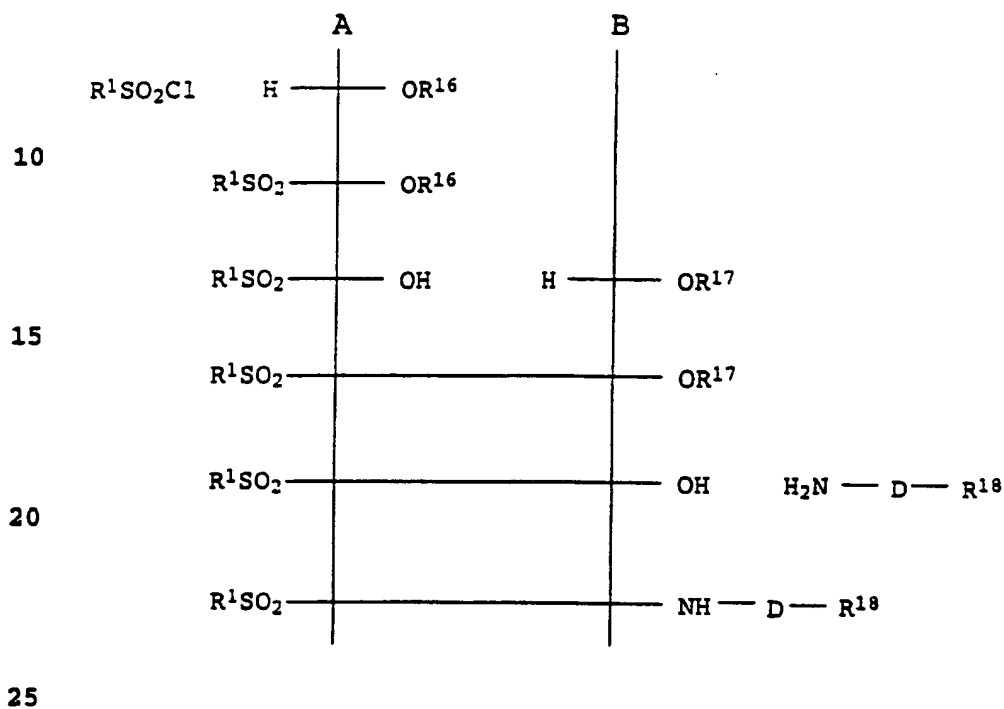 A B
R¹SO₂Cl H OR¹⁶
10
R¹SO₂ OR¹⁶
R¹SO₂ OH H OR¹⁷
15
R¹SO₂ OR¹⁷
R¹SO₂ OH H₂N — D — R¹⁸
20
R¹SO₂ NH — D — R¹⁸
25